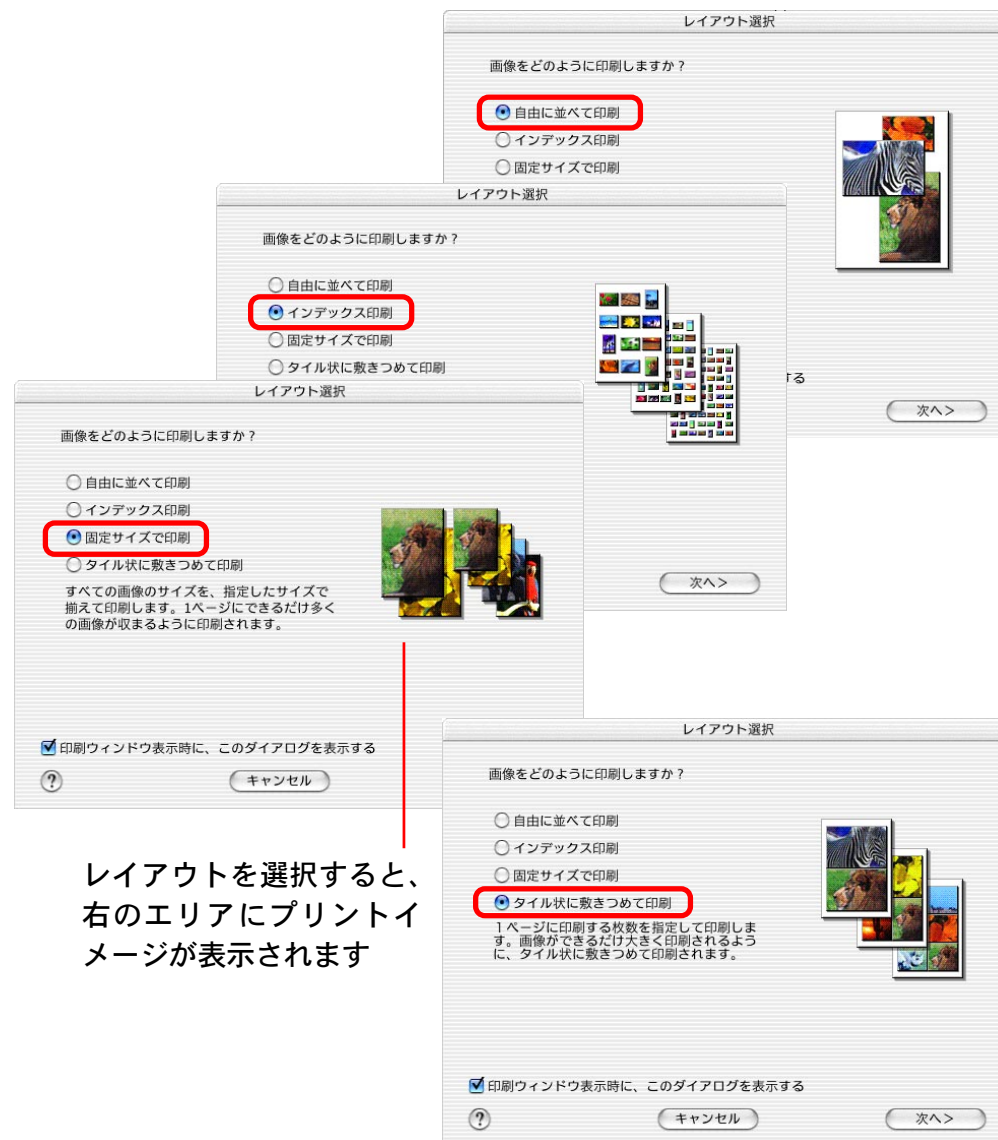 レイアウト選択
画像をどのように印刷しますか？
自由に並べて印刷
インデックス印刷
固定サイズで印刷
する
次へ>
レイアウト選択
画像をどのように印刷しますか？
自由に並べて印刷
インデックス印刷
固定サイズで印刷
タイル状に敷きつめて印刷
次へ>
レイアウト選択
画像をどのように印刷しますか？
自由に並べて印刷
インデックス印刷
固定サイズで印刷
タイル状に敷きつめて印刷
すべての画像のサイズを、指定したサイズで
揃えて印刷します。1ページにできるだけ多く
の画像が収まるように印刷されます。
印刷ウィンドウ表示時に、このダイアログを表示する
? キャンセル
レイアウトを選択すると、
右のエリアにプリントイ
メージが表示されます
レイアウト選択
画像をどのように印刷しますか？
自由に並べて印刷
インデックス印刷
固定サイズで印刷
タイル状に敷きつめて印刷
1ページに印刷する枚数を指定して印刷しま
す。画像ができるだけ大きく印刷されるよう
に、タイル状に敷きつめて印刷されます。
印刷ウィンドウ表示時に、このダイアログを表示する
? キャンセル 次へ>